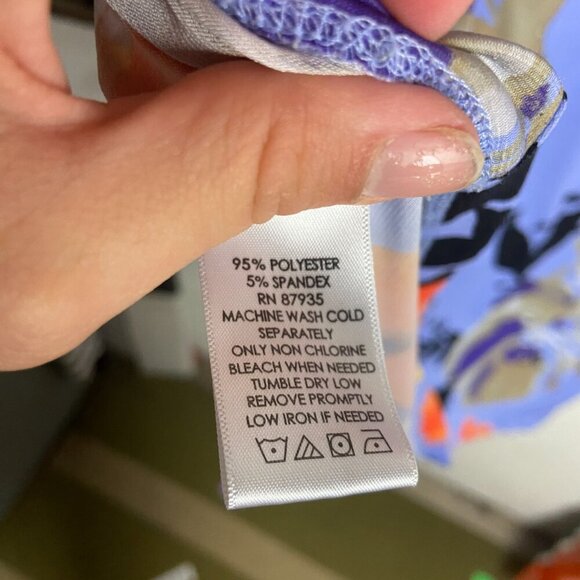 95% POLYESTER
5% SPANDEX
RN 87935
MACHINE WASH COLD
SEPARATELY
ONLY NON CHLORINE
BLEACH WHEN NEEDED
TUMBLE DRY LOW
REMOVE PROMPTLY
LOW IRON IF NEEDED